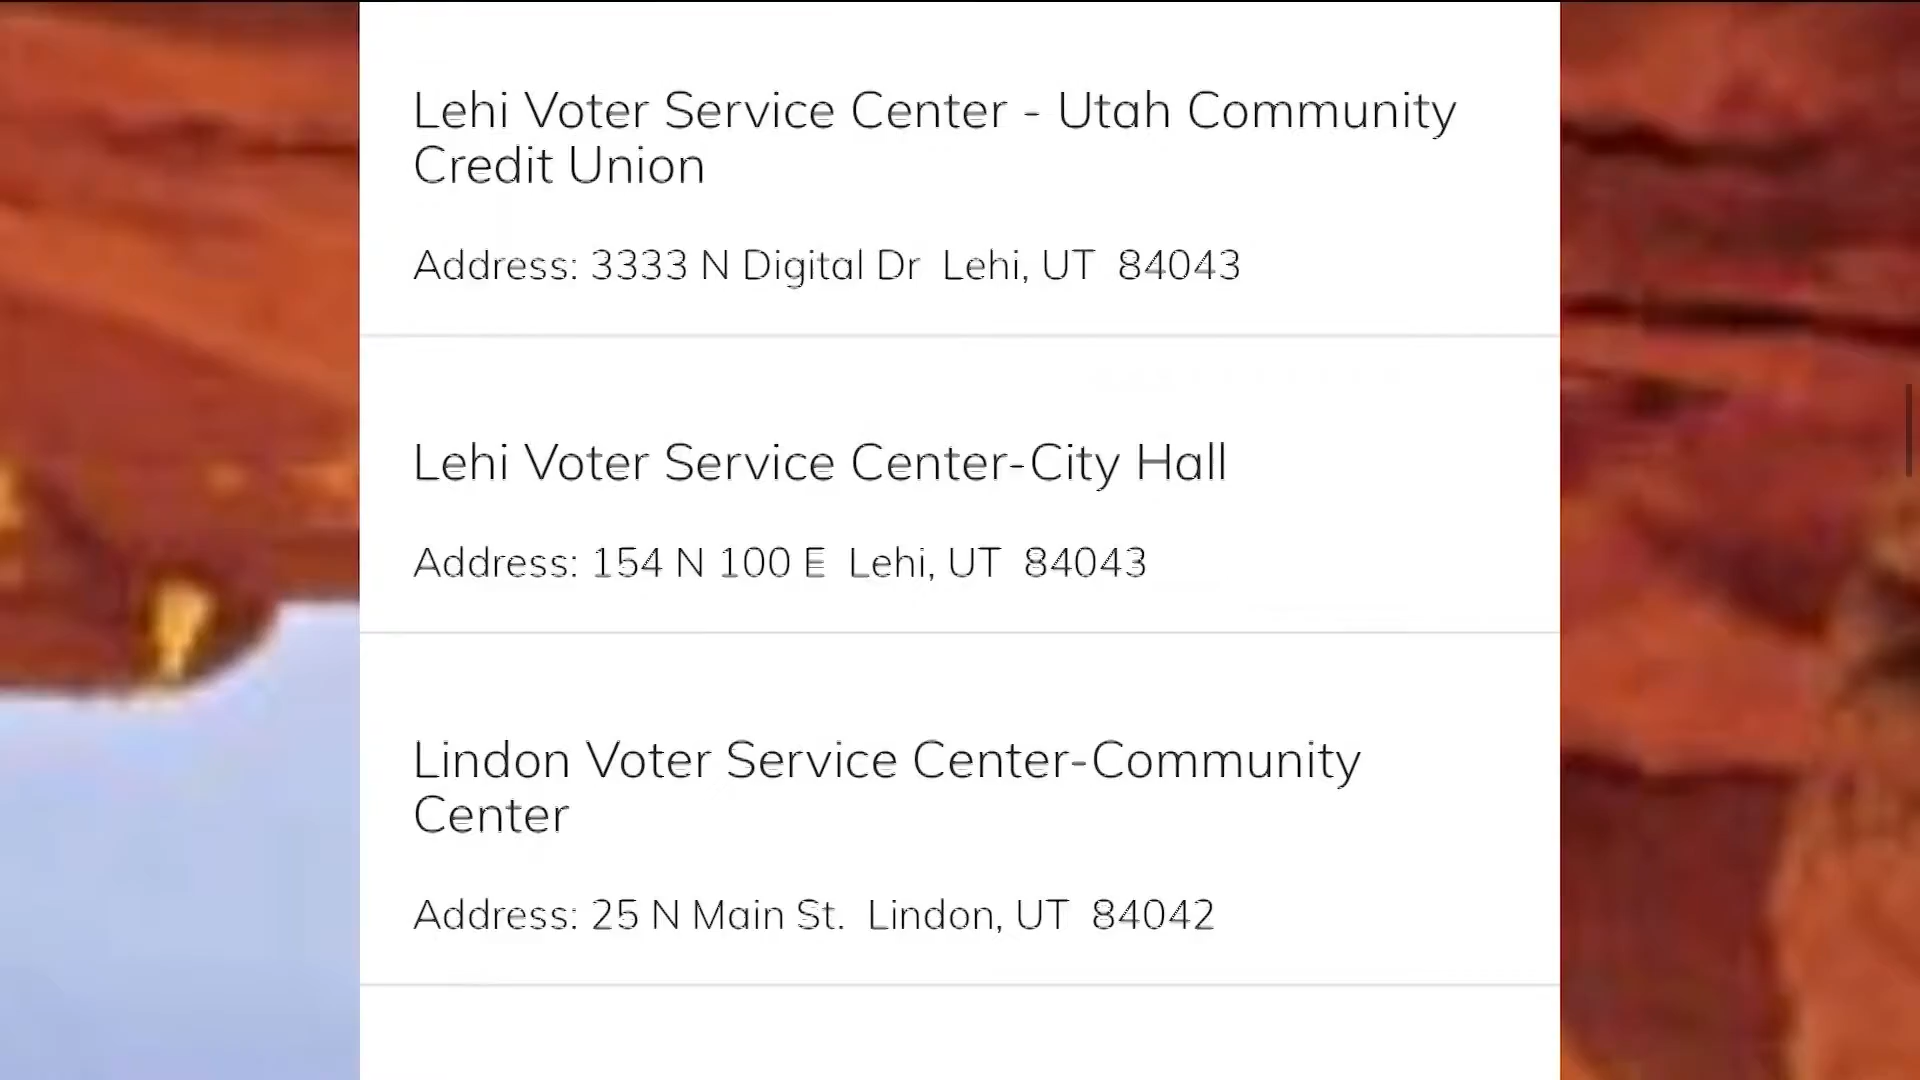 Lehi Voter Service Center - Utah Community
Credit Union
Address: 3333 N Digital Dr  Lehi, UT  84043
Lehi Voter Service Center-City Hall
Address: 154 N 100 E  Lehi, UT  84043
Lindon Voter Service Center-Community
Center
Address: 25 N Main St.  Lindon, UT  84042